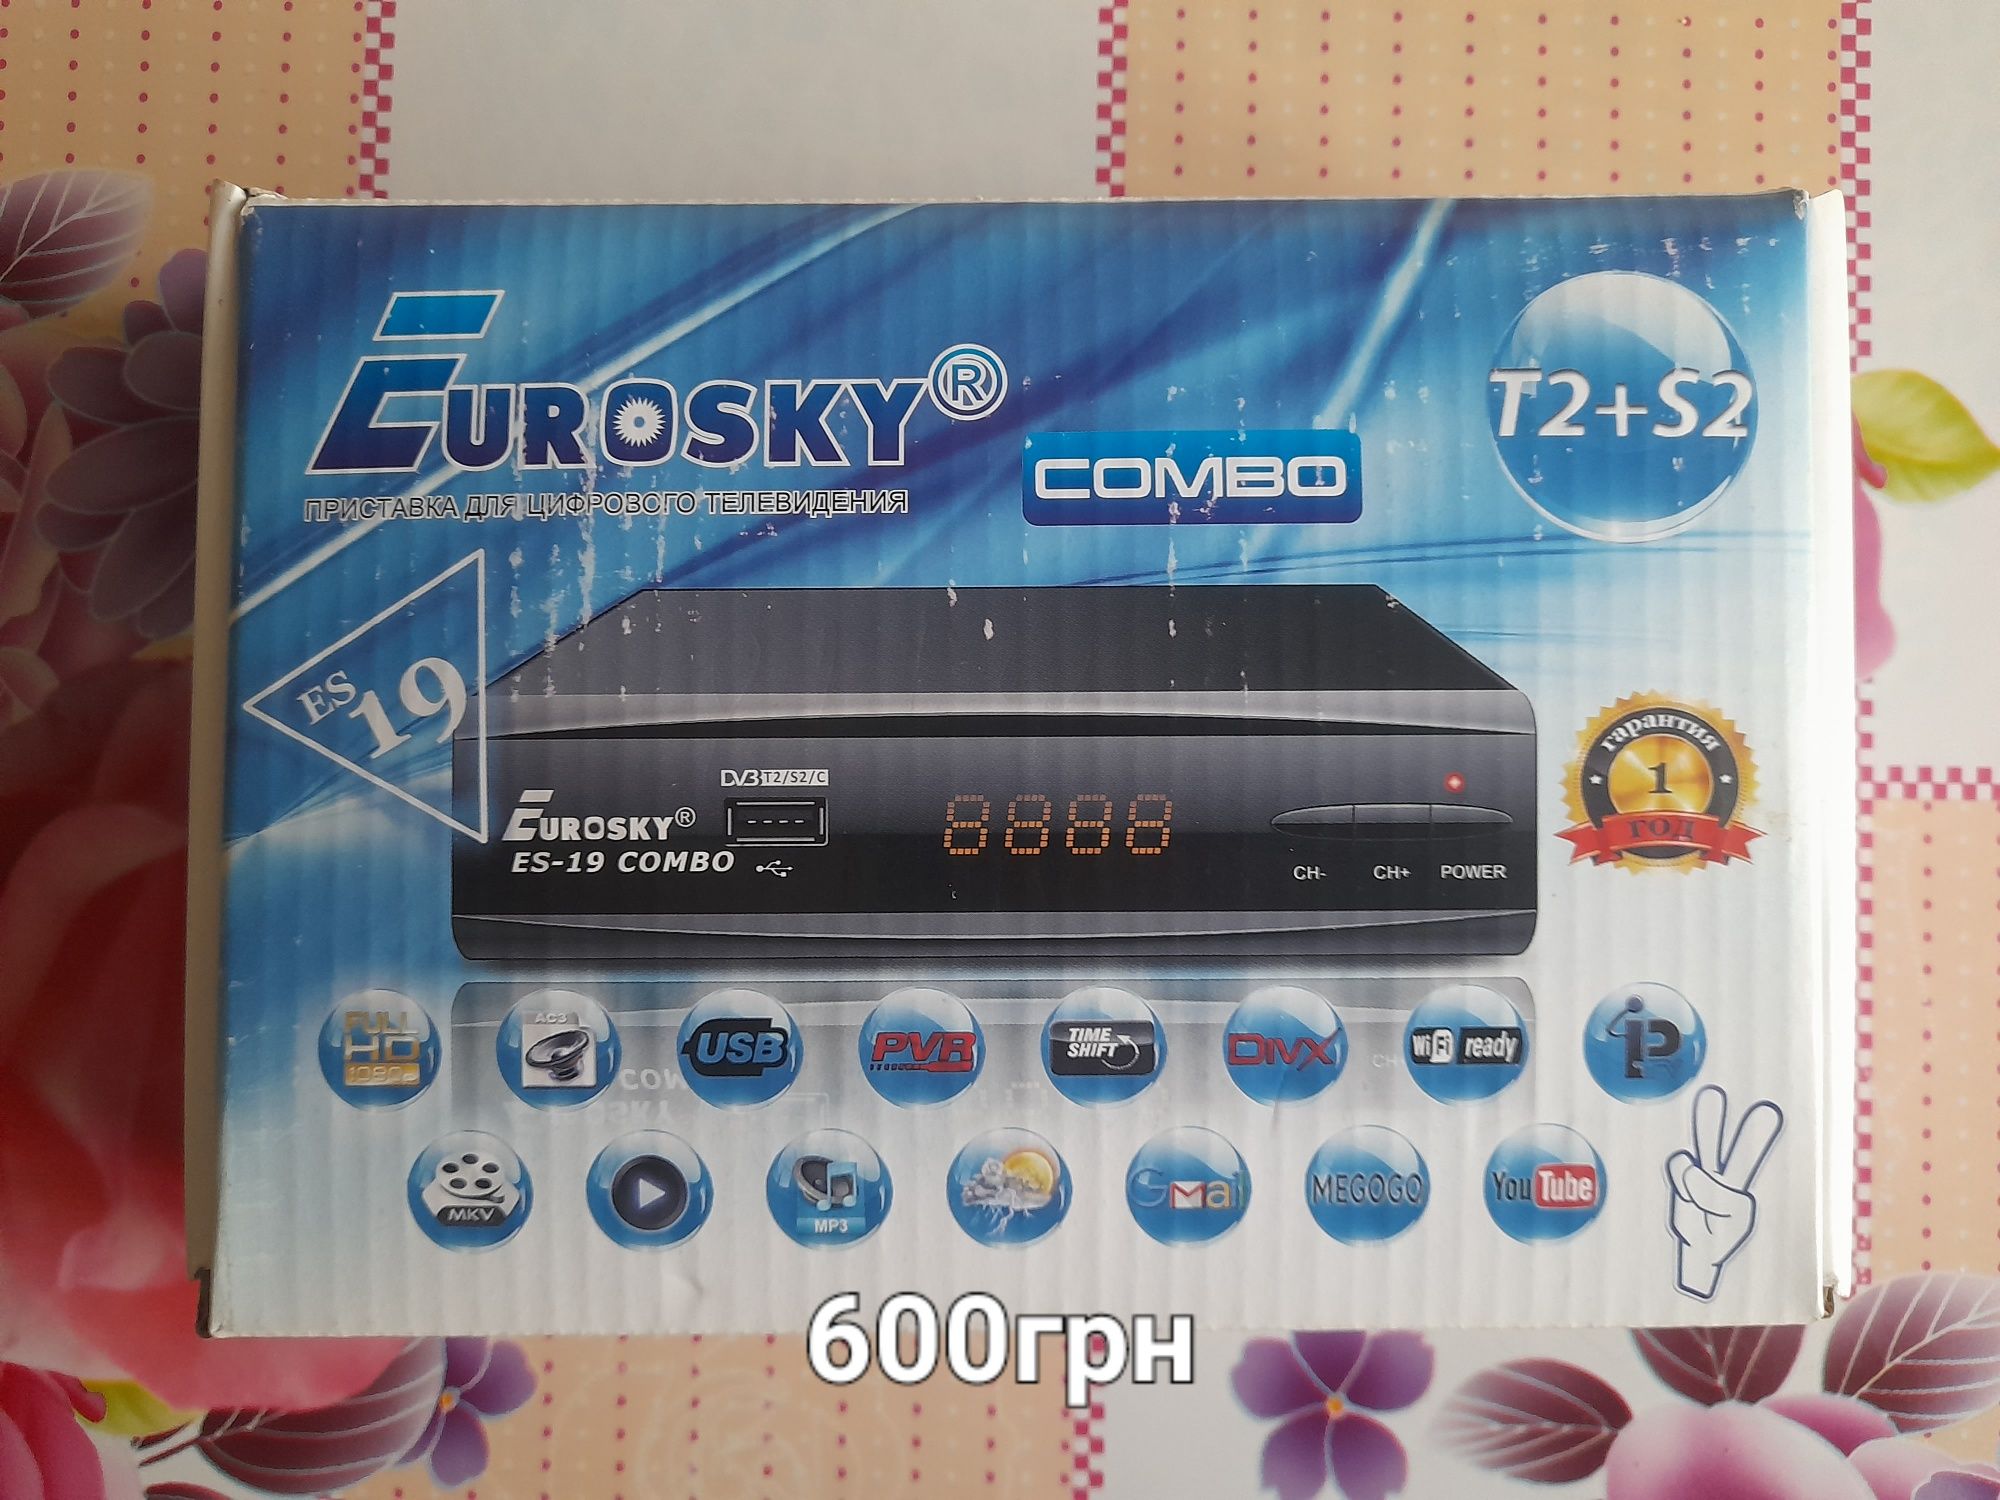 EUROSKY®
ПРИСТАВКА ДЛЯ ЦИФРОВОГО ТЕЛЕВИДЕНИЯ
COMBO
T2+S2
ES 19
гарантия
1
ГОД
DVB T2/S2/C
EUROSKY®
ES-19 COMBO
8888
CH- CH+ POWER
FULL HD 1080p
AC3
USB
PVR
TIME SHIFT
DIVX
WiFi ready
IP
MKV
MP3
Gmail
MEGOGO
YouTube
600грн